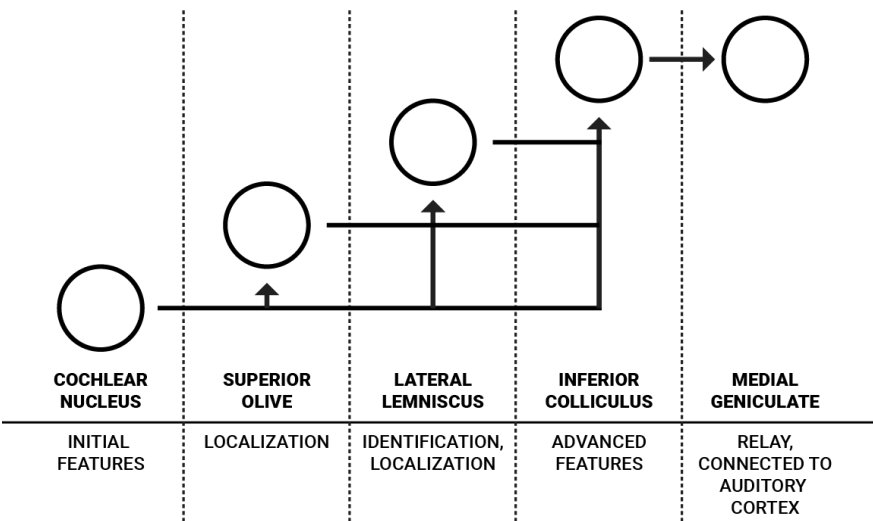 COCHLEAR
NUCLEUS
SUPERIOR
OLIVE
LATERAL
LEMNISCUS
INFERIOR
COLLICULUS
MEDIAL
GENICULATE
INITIAL
FEATURES
LOCALIZATION
IDENTIFICATION,
LOCALIZATION
ADVANCED
FEATURES
RELAY,
CONNECTED TO
AUDITORY
CORTEX